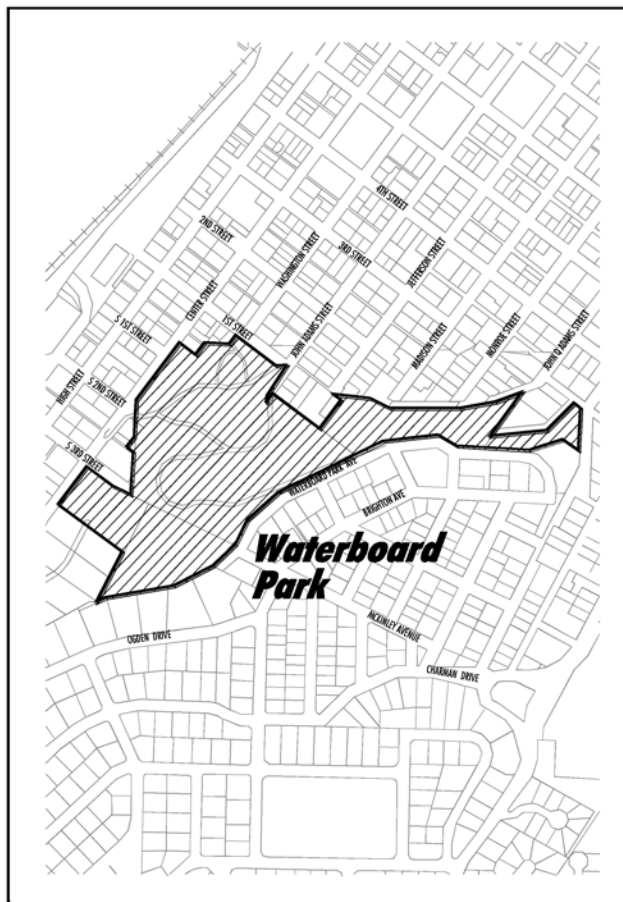 4TH STREET
2ND STREET
WASHINGTON STREET
3RD STREET
JEFFERSON STREET
CENTER STREET
1ST STREET
S 1ST STREET
JOHN ADAMS STREET
MADISON STREET
MONROE STREET
JOHN Q ADAMS STREET
HIGH STREET
S 2ND STREET
S 3RD STREET
WATERBOARD PARK AVE
BRIGHTON AVE
Waterboard
Park
OGDEN DRIVE
MCKINLEY AVENUE
CHARMAN DRIVE